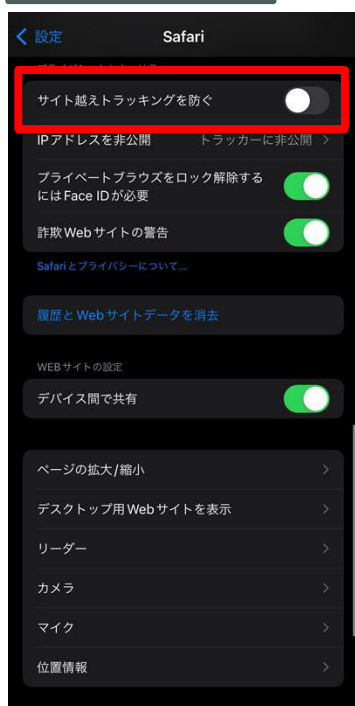 設定
Safari
サイト越えトラッキングを防ぐ
IPアドレスを非公開 トラッカーに非公開
プライベートブラウズをロック解除する
にはFace IDが必要
詐欺Webサイトの警告
Safariとプライバシーについて...
履歴とWebサイトデータを消去
WEBサイトの設定
デバイス間で共有
ページの拡大/縮小
デスクトップ用Webサイトを表示
リーダー
カメラ
マイク
位置情報